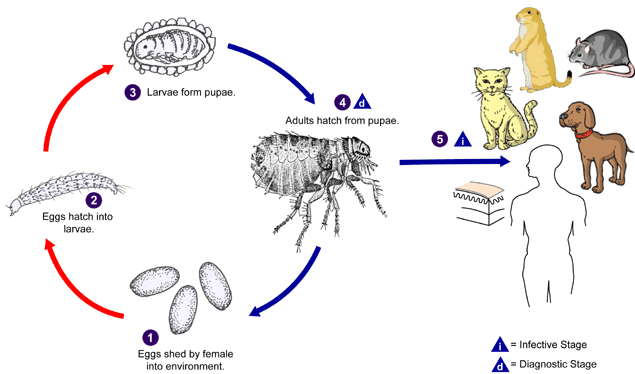 3 Larvae form pupae.
4 d
Adults hatch from pupae.
5 i
2
Eggs hatch into
larvae.
1
Eggs shed by female
into environment.
i = Infective Stage
d = Diagnostic Stage